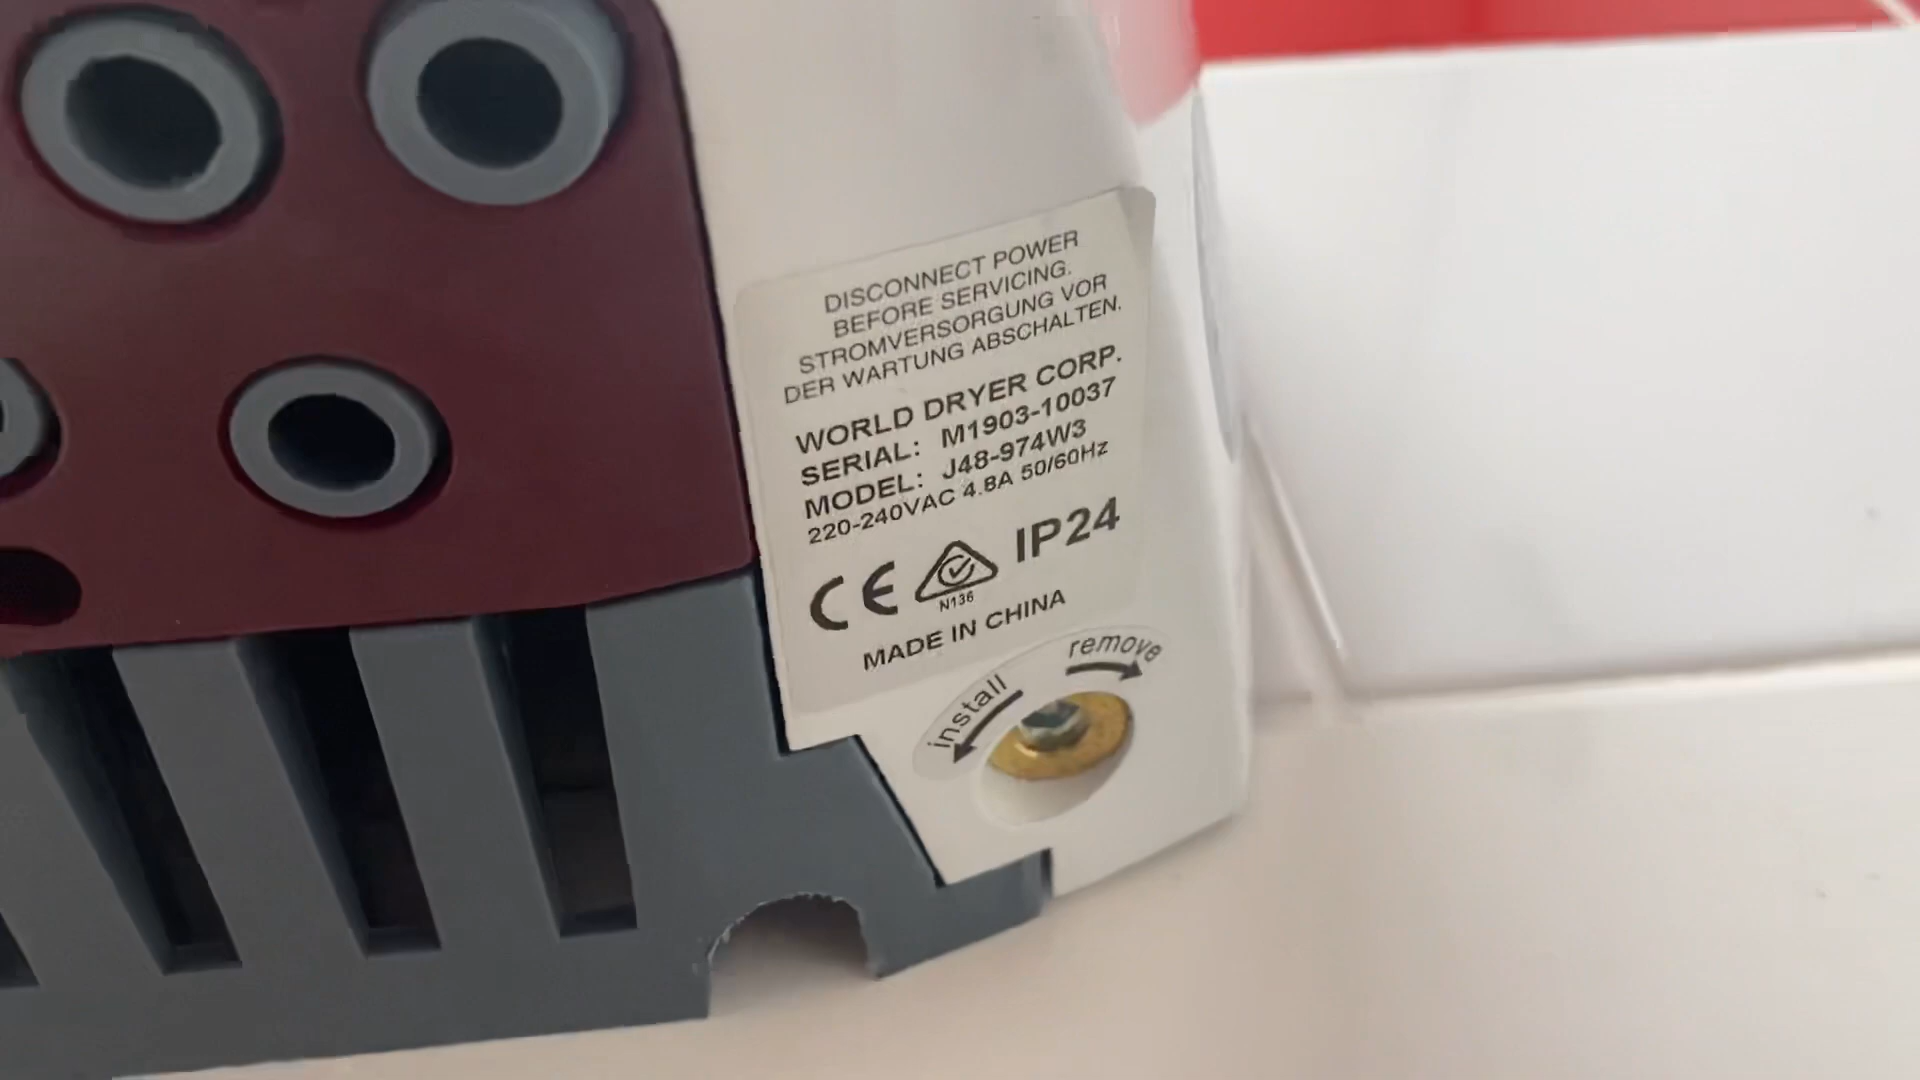 DISCONNECT POWER
BEFORE SERVICING.
STROMVERSORGUNG VOR
DER WARTUNG ABSCHALTEN.
WORLD DRYER CORP.
SERIAL: M1903-10037
MODEL: J48-974W3
220-240VAC 4.8A 50/60Hz
CE N136 IP24
MADE IN CHINA
install remove